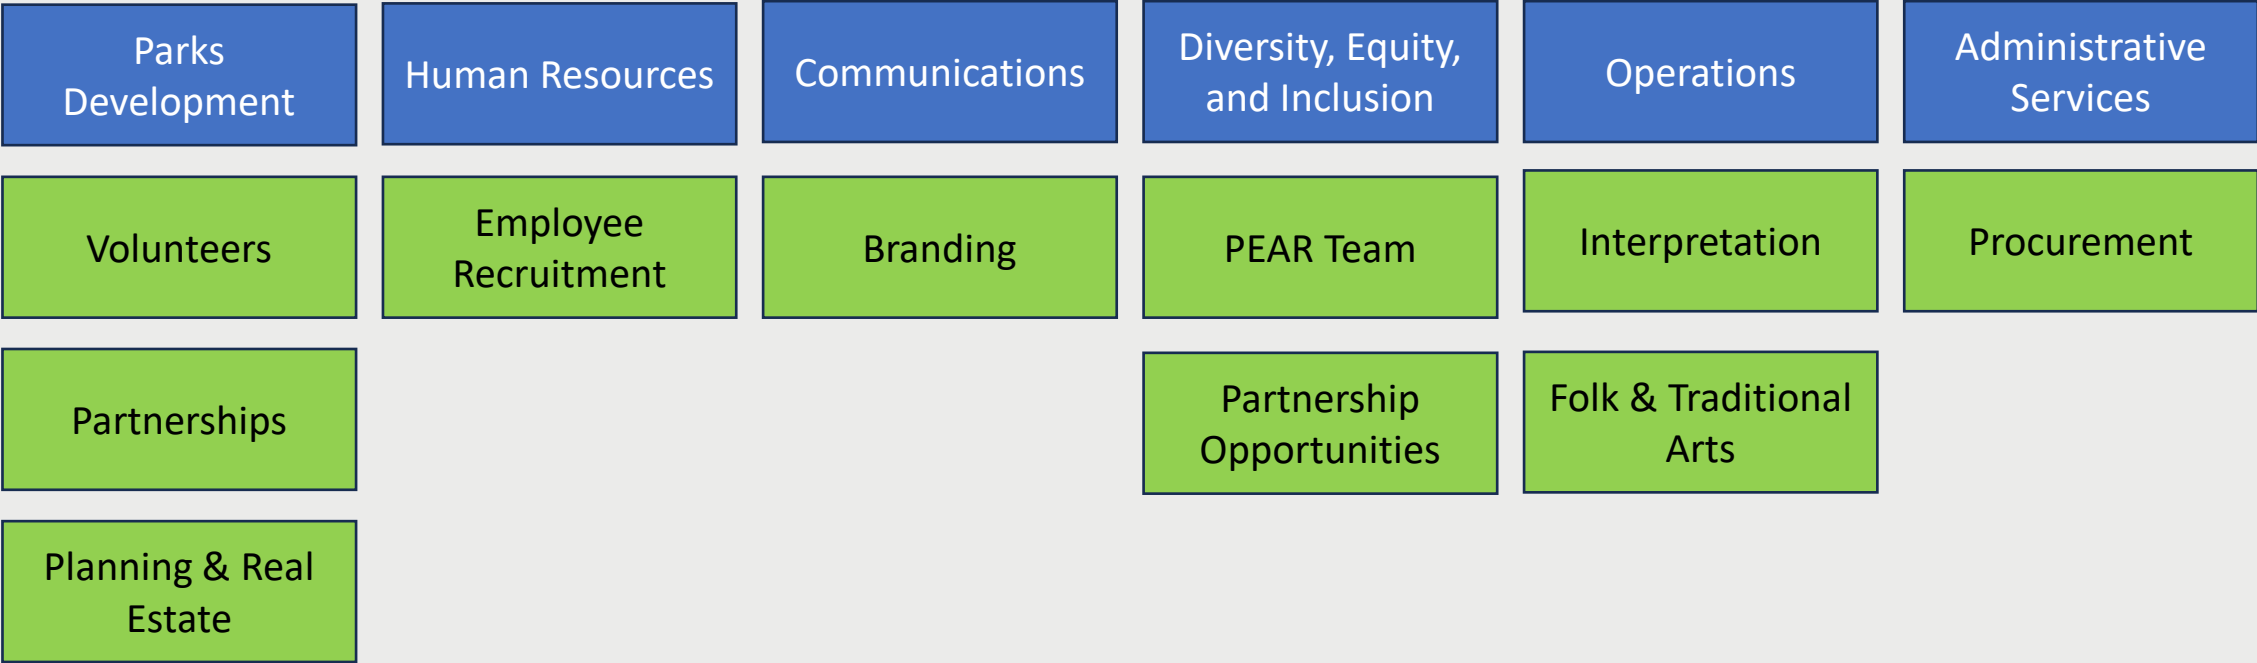 Parks
Development
Human Resources
Communications
Diversity, Equity,
and Inclusion
Operations
Administrative
Services
Volunteers
Employee
Recruitment
Branding
PEAR Team
Interpretation
Procurement
Partnerships
Partnership
Opportunities
Folk & Traditional
Arts
Planning & Real
Estate